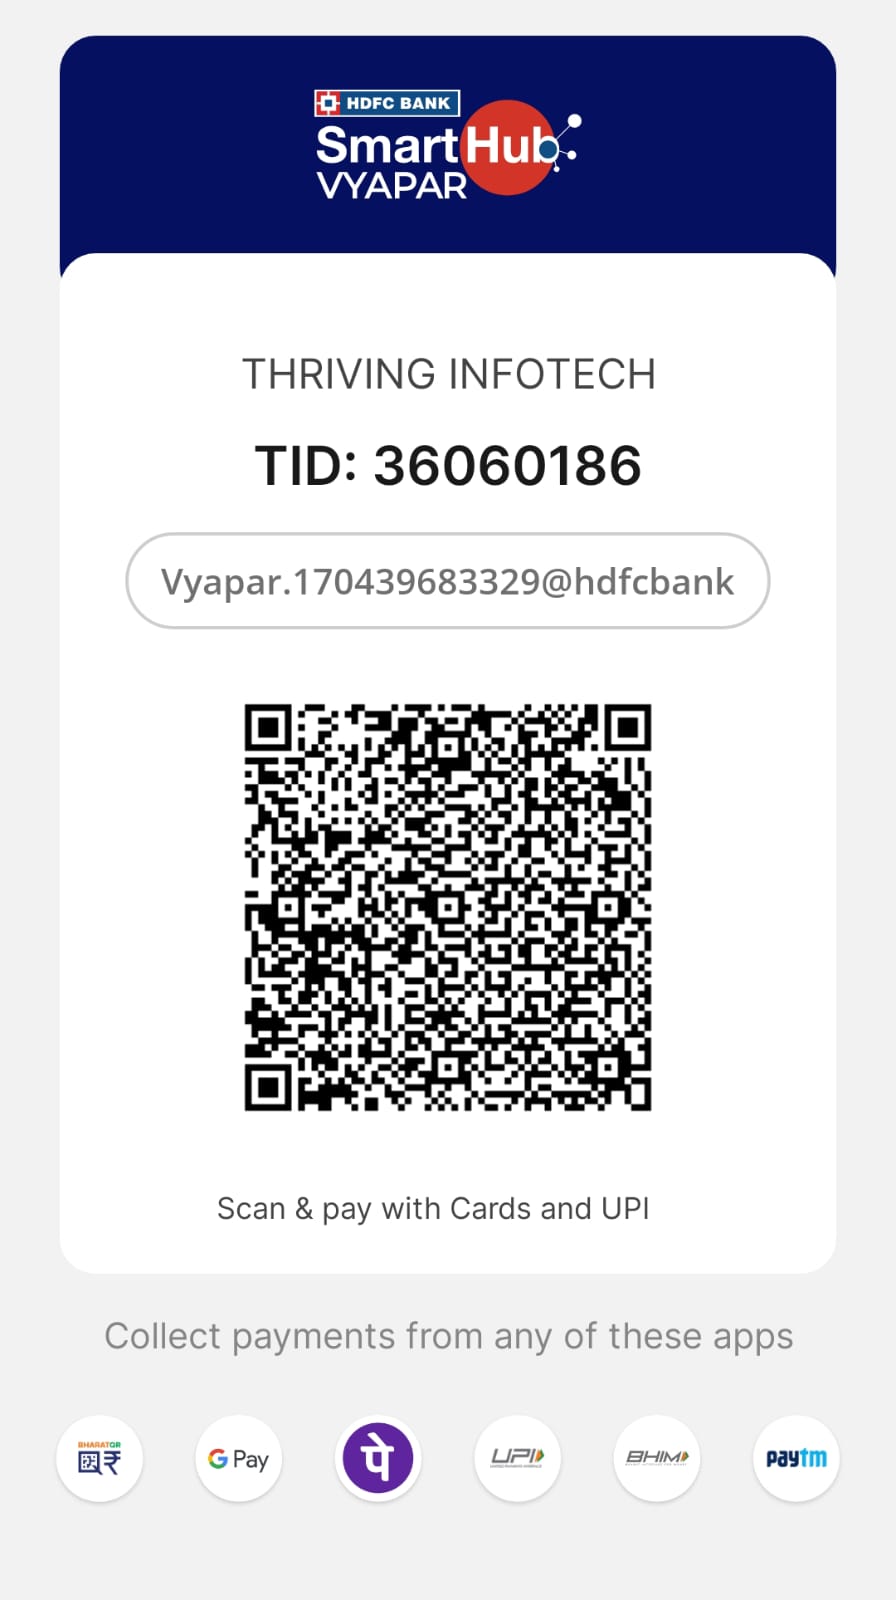 HDFC BANK
SmartHub
VYAPAR
THRIVING INFOTECH
TID: 36060186
Vyapar.170439683329@hdfcbank
Scan & pay with Cards and UPI
Collect payments from any of these apps
BHARATQR
G Pay
पे
UPI
BHIM
paytm